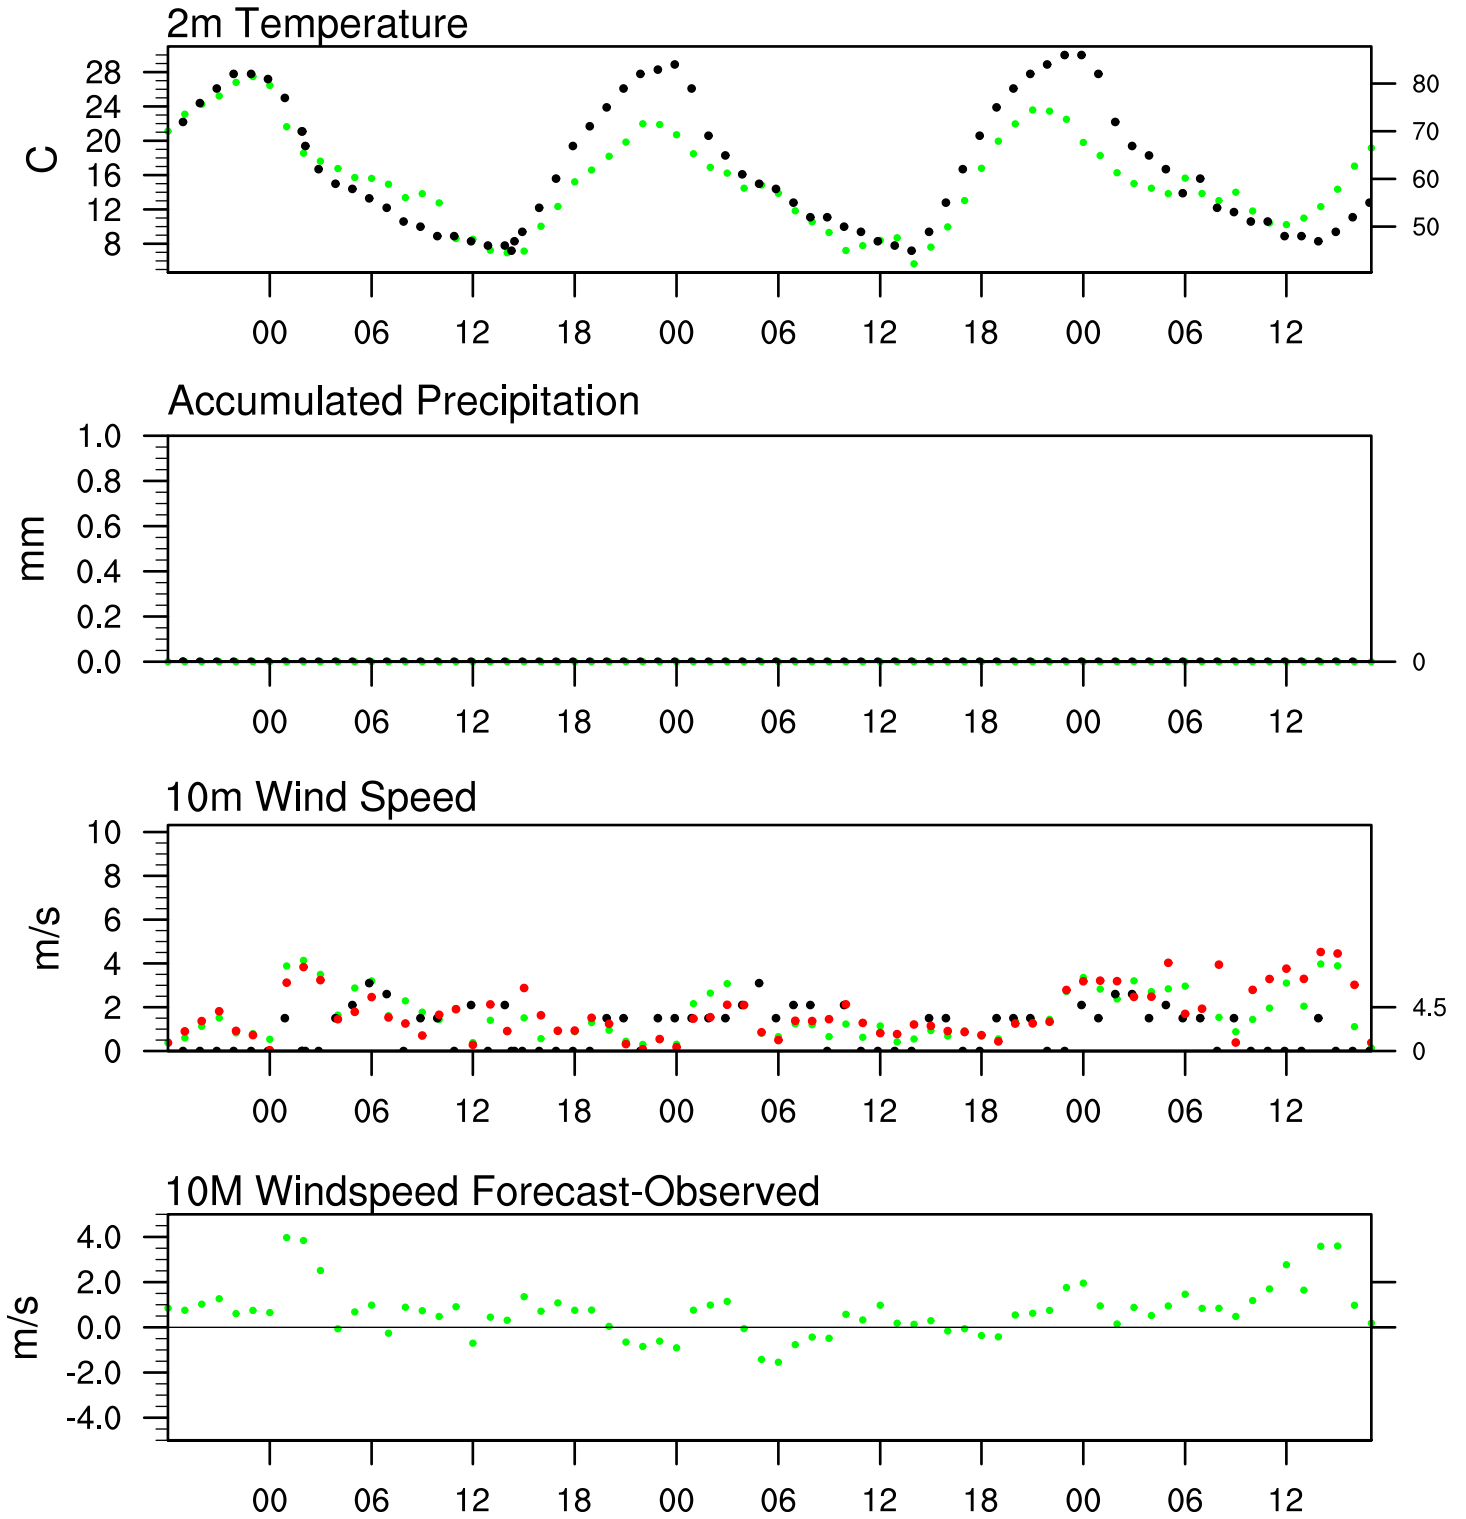 2m Temperature
28
24
20
16
12
8
C
80
70
60
50
00 06 12 18 00 06 12 18 00 06 12
Accumulated Precipitation
1.0
0.8
0.6
0.4
0.2
0.0
mm
0
00 06 12 18 00 06 12 18 00 06 12
10m Wind Speed
10
8
6
4
2
0
m/s
4.5
0
00 06 12 18 00 06 12 18 00 06 12
10M Windspeed Forecast-Observed
4.0
2.0
0.0
-2.0
-4.0
m/s
00 06 12 18 00 06 12 18 00 06 12